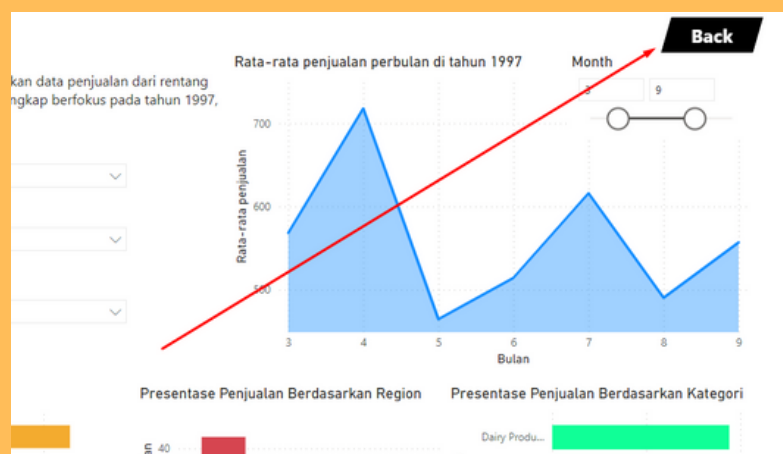 Back
Rata-rata penjualan perbulan di tahun 1997
Month
kan data penjualan dari rentang
ngkap berfokus pada tahun 1997,
9
700
600
Rata-rata penjualan
3 4 5 6 7 8 9
Bulan
Presentase Penjualan Berdasarkan Region
Presentase Penjualan Berdasarkan Kategori
40
Dairy Produ...